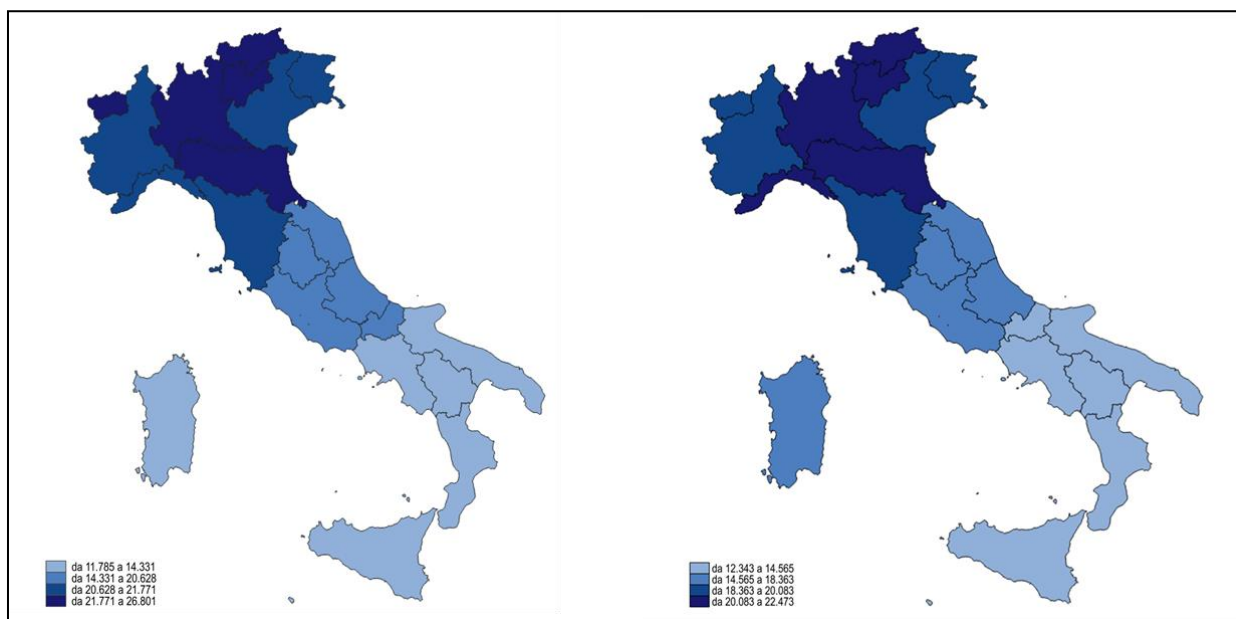 da 11.785 a 14.331
da 14.331 a 20.628
da 20.628 a 21.771
da 21.771 a 26.801
da 12.343 a 14.565
da 14.565 a 18.363
da 18.363 a 20.083
da 20.083 a 22.473